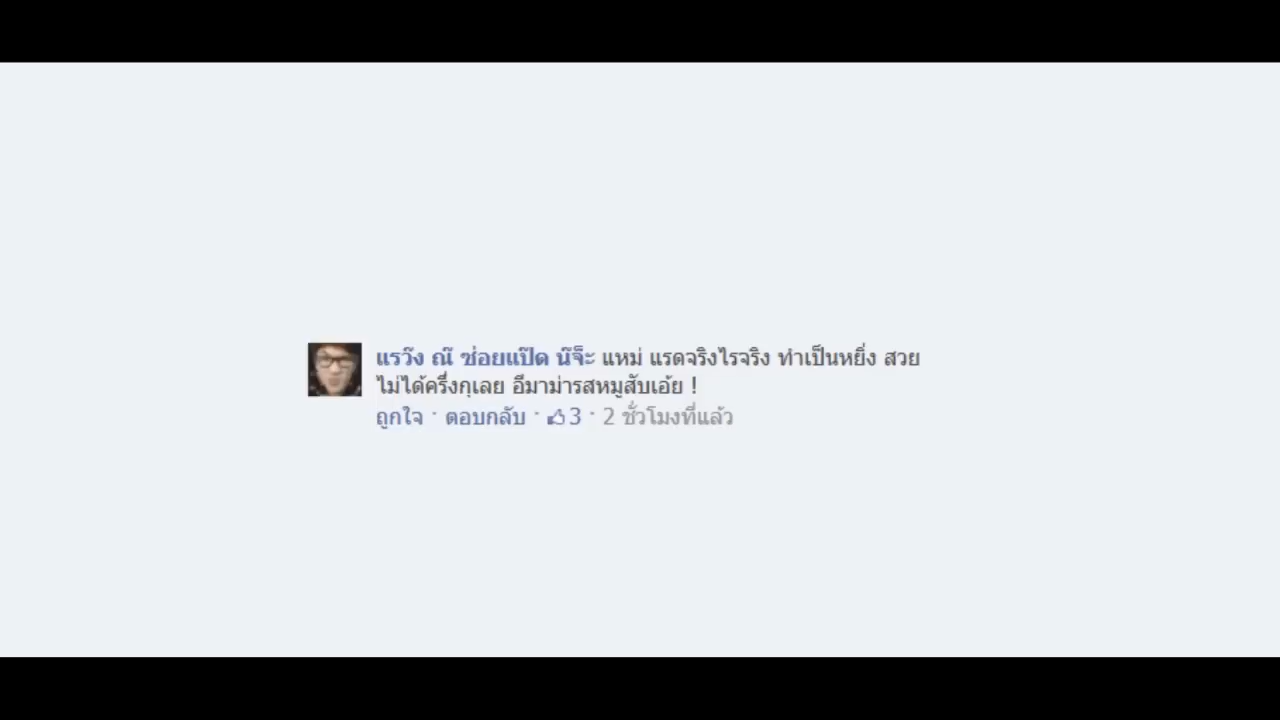 แรว๊ง ณ๊ ซ่อยแป๊ด น๊จ็ะ แหม่ แรดจริงไรจริง ทำเป็นหยิ่ง สวย
ไม่ได้ครึ่งกุเลย อีมาม่ารสหมูสับเอ้ย !
ถูกใจ · ตอบกลับ · 3 · 2 ชั่วโมงที่แล้ว